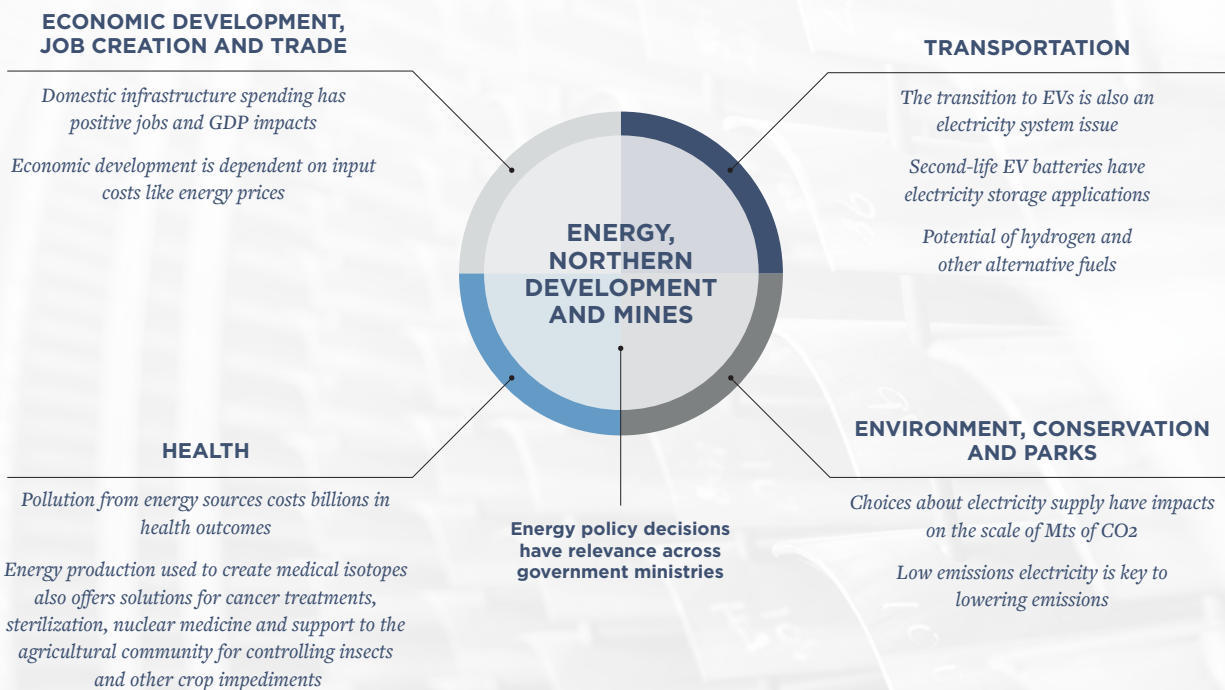 ECONOMIC DEVELOPMENT,
JOB CREATION AND TRADE
Domestic infrastructure spending has
positive jobs and GDP impacts
Economic development is dependent on input
costs like energy prices
TRANSPORTATION
The transition to EVs is also an
electricity system issue
Second-life EV batteries have
electricity storage applications
Potential of hydrogen and
other alternative fuels
ENERGY,
NORTHERN
DEVELOPMENT
AND MINES
HEALTH
Pollution from energy sources costs billions in
health outcomes
Energy production used to create medical isotopes
also offers solutions for cancer treatments,
sterilization, nuclear medicine and support to the
agricultural community for controlling insects
and other crop impediments
Energy policy decisions
have relevance across
government ministries
ENVIRONMENT, CONSERVATION
AND PARKS
Choices about electricity supply have impacts
on the scale of Mts of CO2
Low emissions electricity is key to
lowering emissions